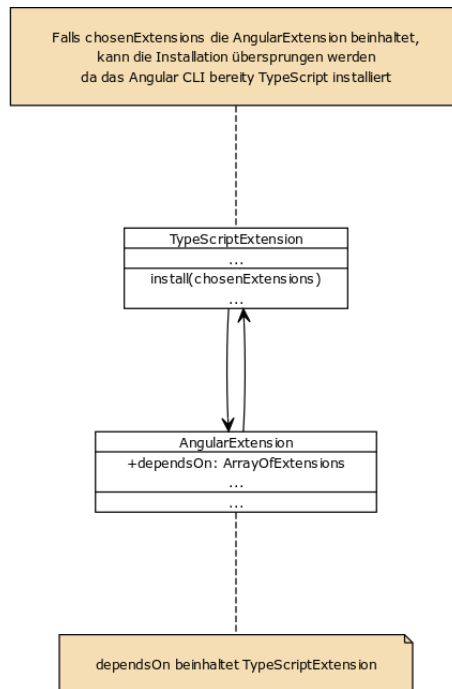 Falls chosenExtensions die AngularExtension beinhaltet,
kann die Installation übersprungen werden
da das Angular CLI bereity TypeScript installiert
TypeScriptExtension
...
install(chosenExtensions)
...
AngularExtension
+dependsOn: ArrayOfExtensions
...
...
dependsOn beinhaltet TypeScriptExtension